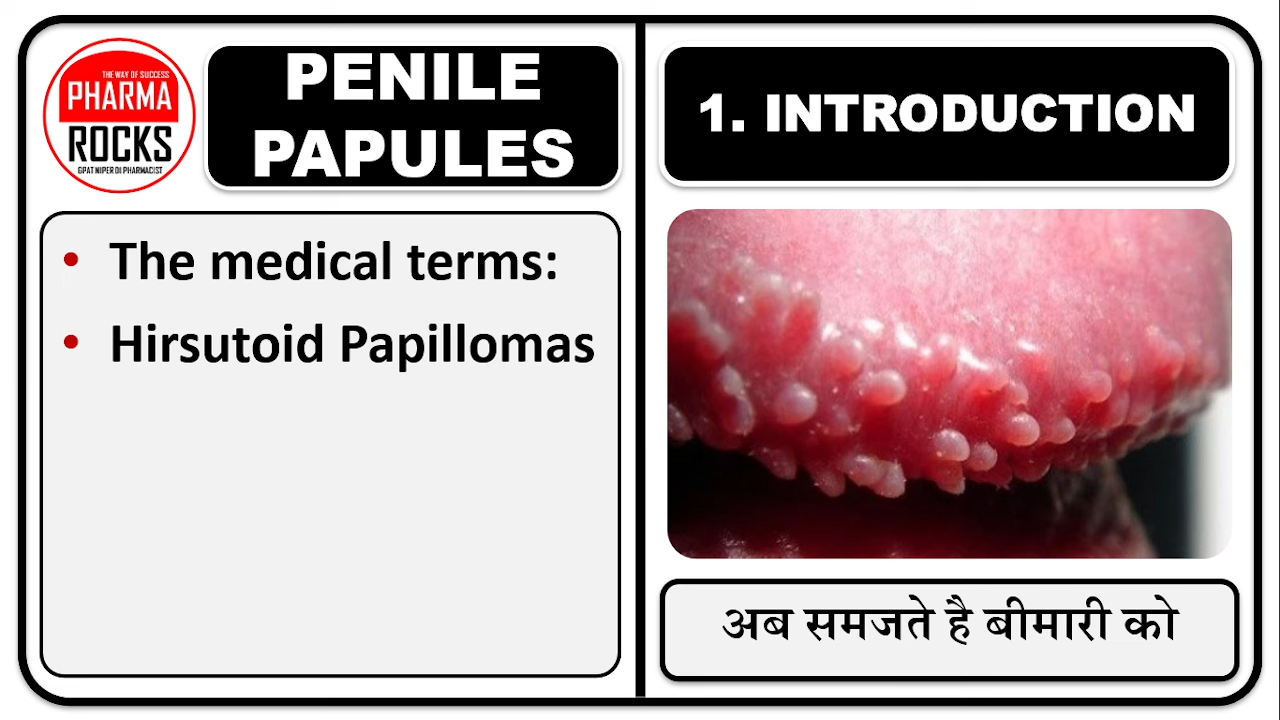 THE WAY OF SUCCESS
PHARMA
ROCKS
GPAT NIPER DI PHARMACIST
PENILE
PAPULES
• The medical terms:
• Hirsutoid Papillomas
1. INTRODUCTION
अब समजते है बीमारी को